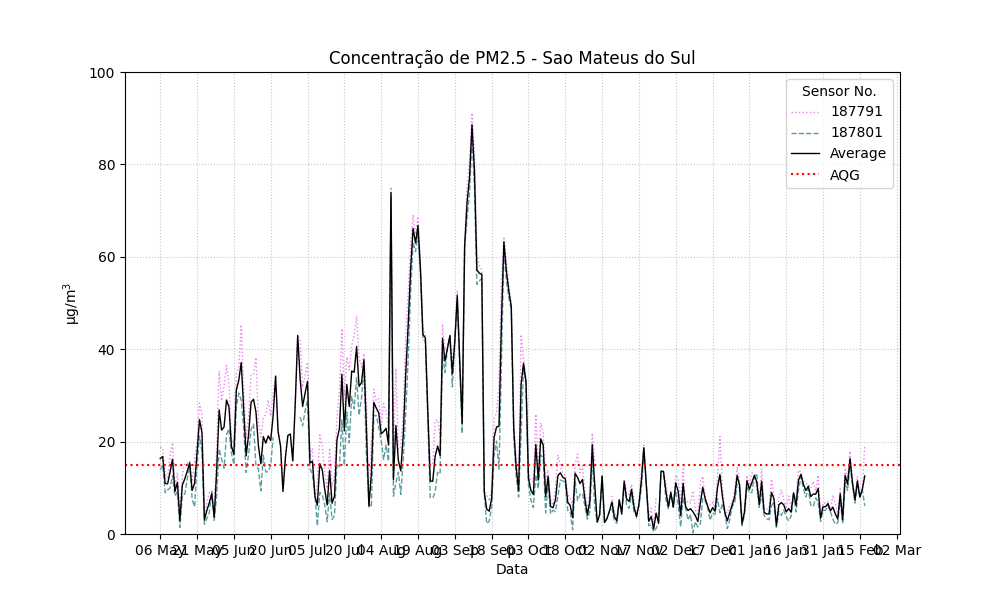 Concentração de PM2.5 - Sao Mateus do Sul
100
80
60
40
20
0
µg/m³
Sensor No.
187791
187801
Average
AQG
06 May 21 May 05 Jun 20 Jun 05 Jul 20 Jul 04 Aug 19 Aug 03 Sep 18 Sep 03 Oct 18 Oct 02 Nov 17 Nov 02 Dec 17 Dec 01 Jan 16 Jan 31 Jan 15 Feb 02 Mar
Data